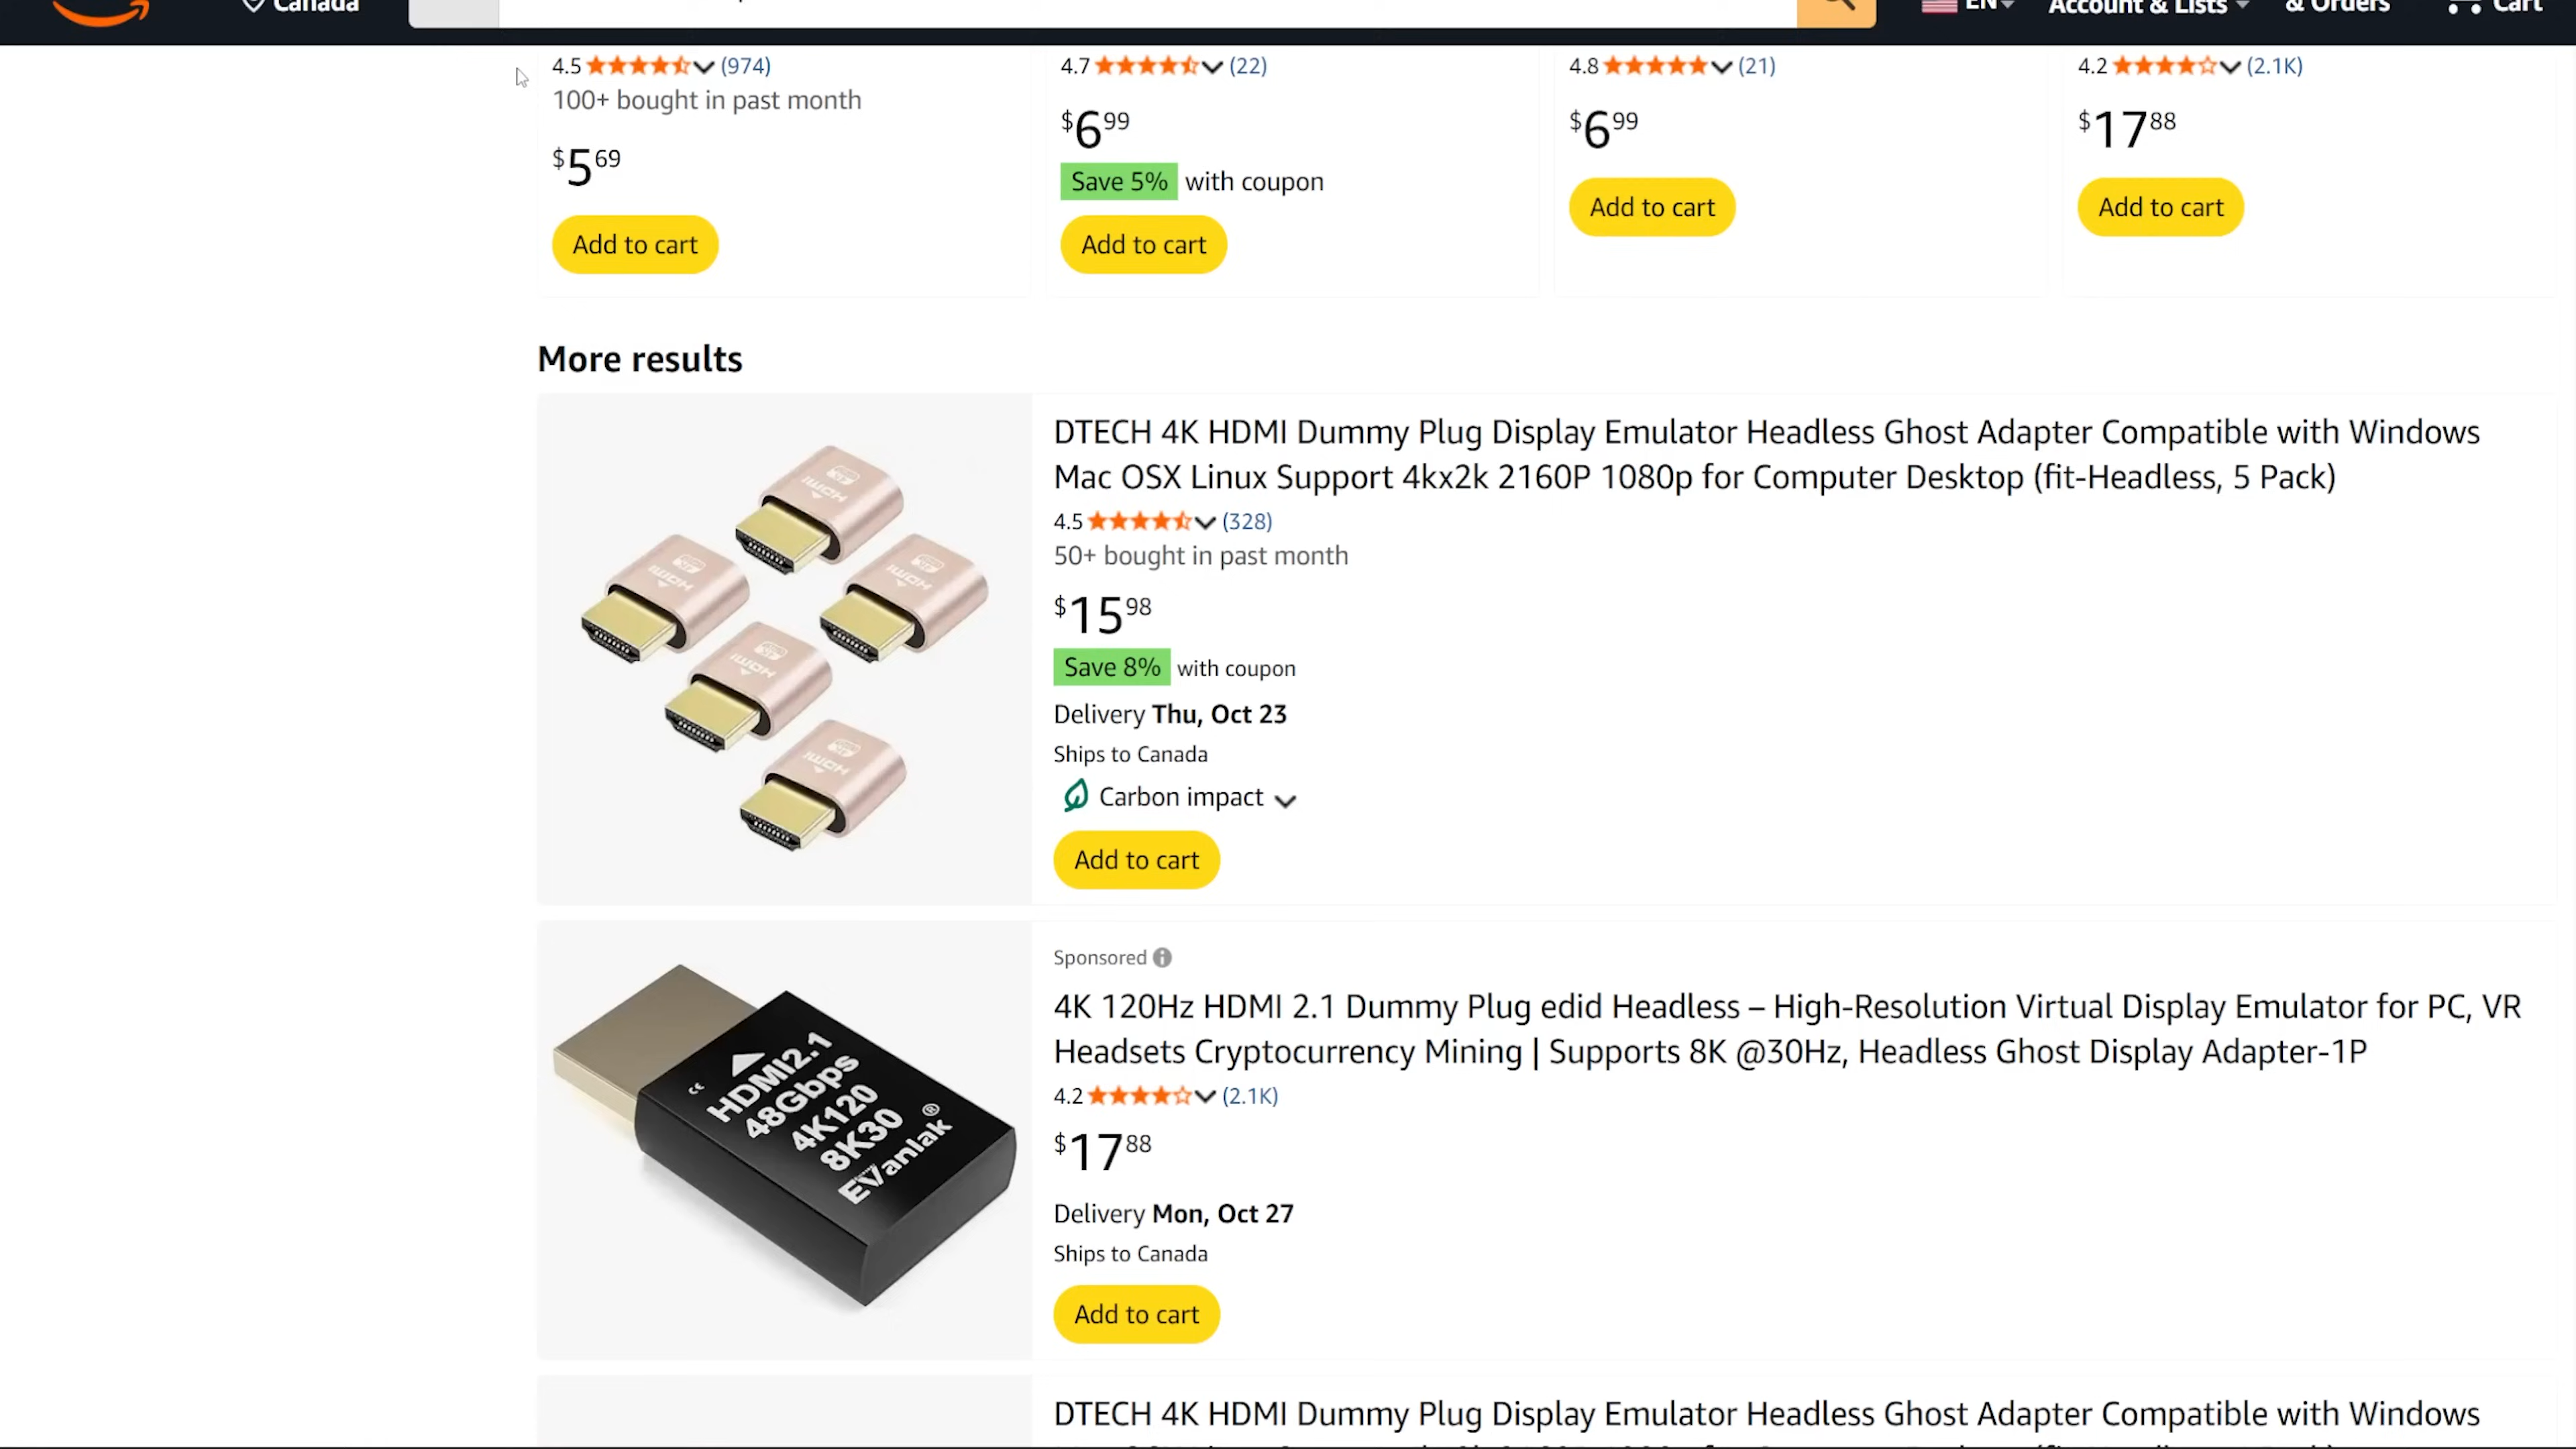 Canada
EN
Account & Lists
& Orders
Cart
4.5 (974)
100+ bought in past month
$5 69
Add to cart
4.7 (22)
$6 99
Save 5% with coupon
Add to cart
4.8 (21)
$6 99
Add to cart
4.2 (2.1K)
$17 88
Add to cart
More results
HDMI
HDMI
HDMI
HDMI
HDMI
DTECH 4K HDMI Dummy Plug Display Emulator Headless Ghost Adapter Compatible with Windows
Mac OSX Linux Support 4kx2k 2160P 1080p for Computer Desktop (fit-Headless, 5 Pack)
4.5 (328)
50+ bought in past month
$15 98
Save 8% with coupon
Delivery Thu, Oct 23
Ships to Canada
Carbon impact
Add to cart
CE
HDMI2.1
48Gbps
4K120
8K30
EVanlak®
Sponsored
4K 120Hz HDMI 2.1 Dummy Plug edid Headless – High-Resolution Virtual Display Emulator for PC, VR
Headsets Cryptocurrency Mining | Supports 8K @30Hz, Headless Ghost Display Adapter-1P
4.2 (2.1K)
$17 88
Delivery Mon, Oct 27
Ships to Canada
Add to cart
DTECH 4K HDMI Dummy Plug Display Emulator Headless Ghost Adapter Compatible with Windows